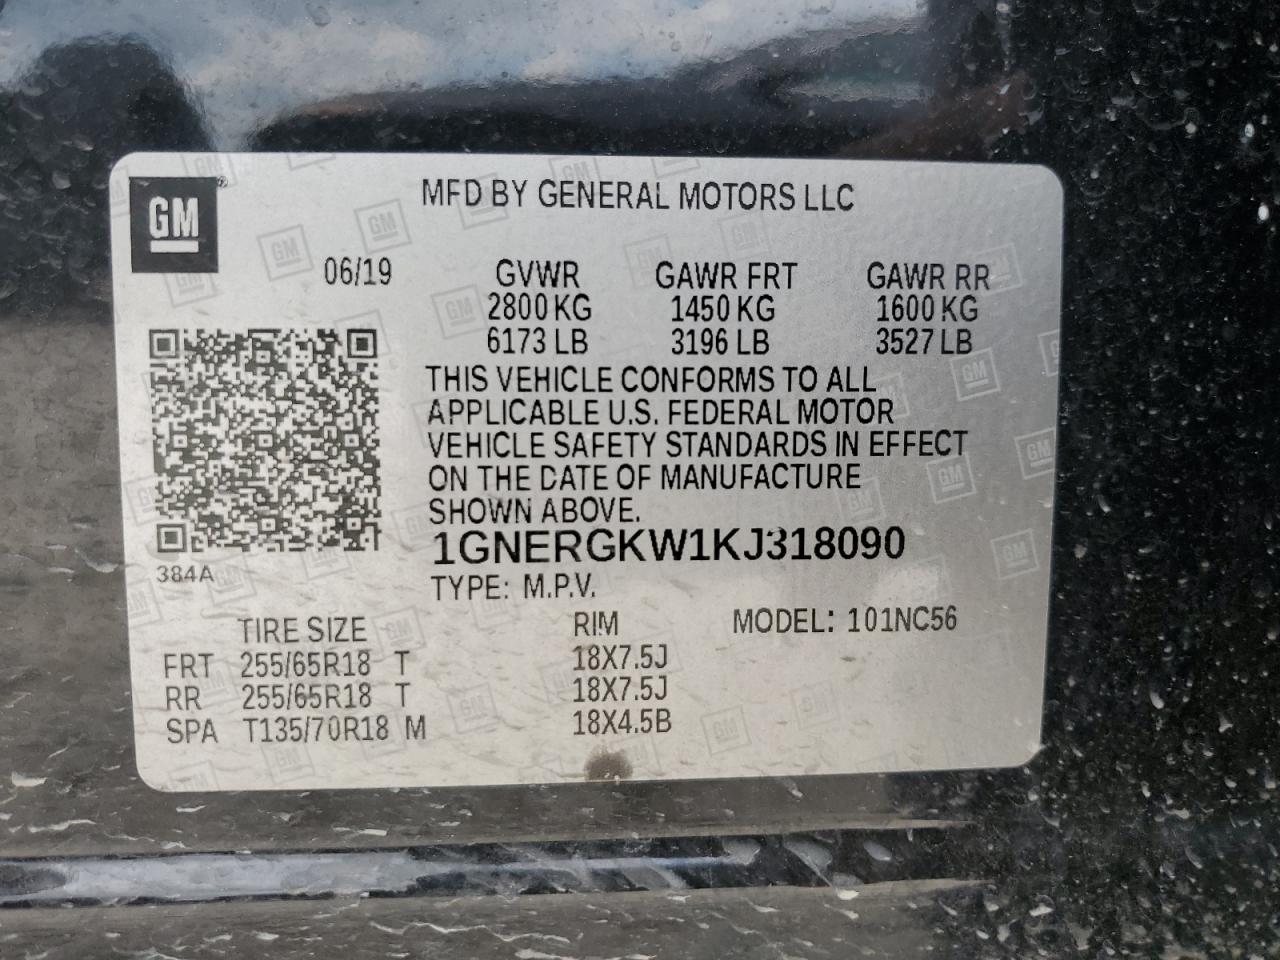 GM
MFD BY GENERAL MOTORS LLC
06/19 GVWR GAWR FRT GAWR RR
2800 KG 1450 KG 1600 KG
6173 LB 3196 LB 3527 LB
THIS VEHICLE CONFORMS TO ALL
APPLICABLE U.S. FEDERAL MOTOR
VEHICLE SAFETY STANDARDS IN EFFECT
ON THE DATE OF MANUFACTURE
SHOWN ABOVE.
1GNERGKW1KJ318090
384A
TYPE: M.P.V.
TIRE SIZE RIM MODEL: 101NC56
FRT 255/65R18 T 18X7.5J
RR 255/65R18 T 18X7.5J
SPA T135/70R18 M 18X4.5B